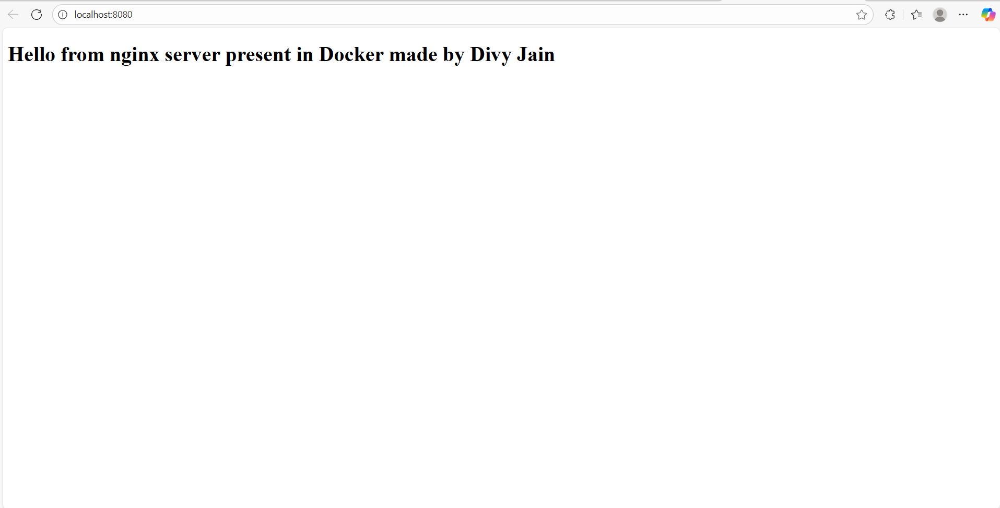 localhost:8080
Hello from nginx server present in Docker made by Divy Jain